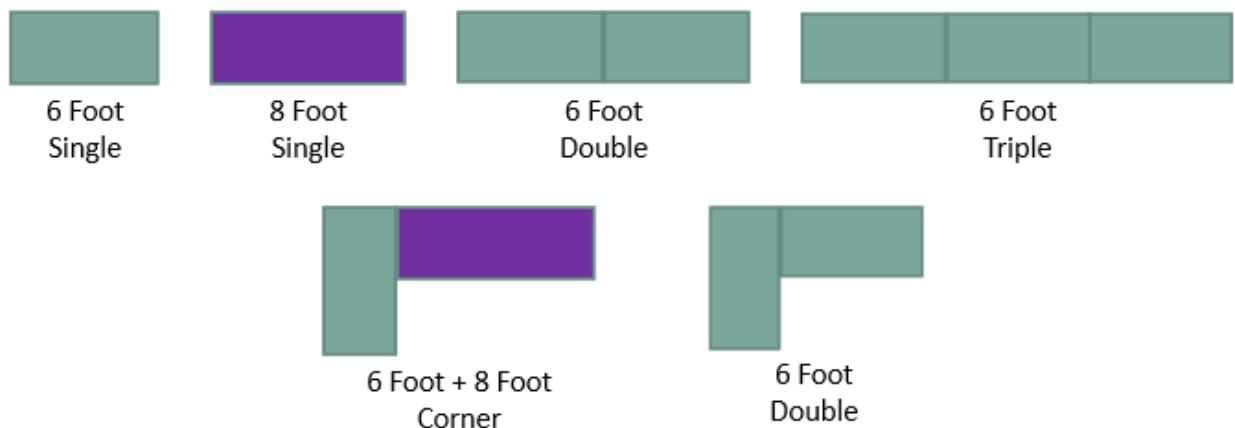 6 Foot
Single
8 Foot
Single
6 Foot
Double
6 Foot
Triple
6 Foot + 8 Foot
Corner
6 Foot
Double